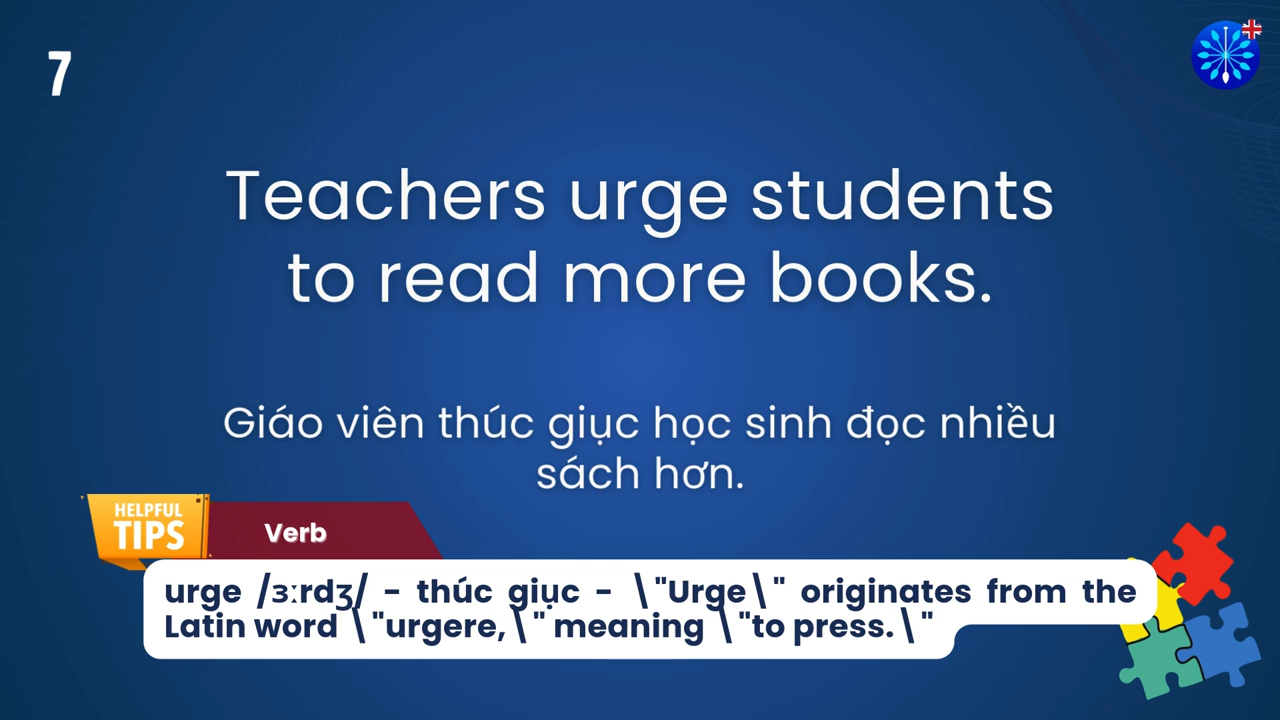 7
Teachers urge students
to read more books.
Giáo viên thúc giục học sinh đọc nhiều
sách hơn.
HELPFUL
TIPS
Verb
urge /ɜːrdʒ/ - thúc giục - \"Urge\" originates from the
Latin word \"urgere,\" meaning \"to press.\"